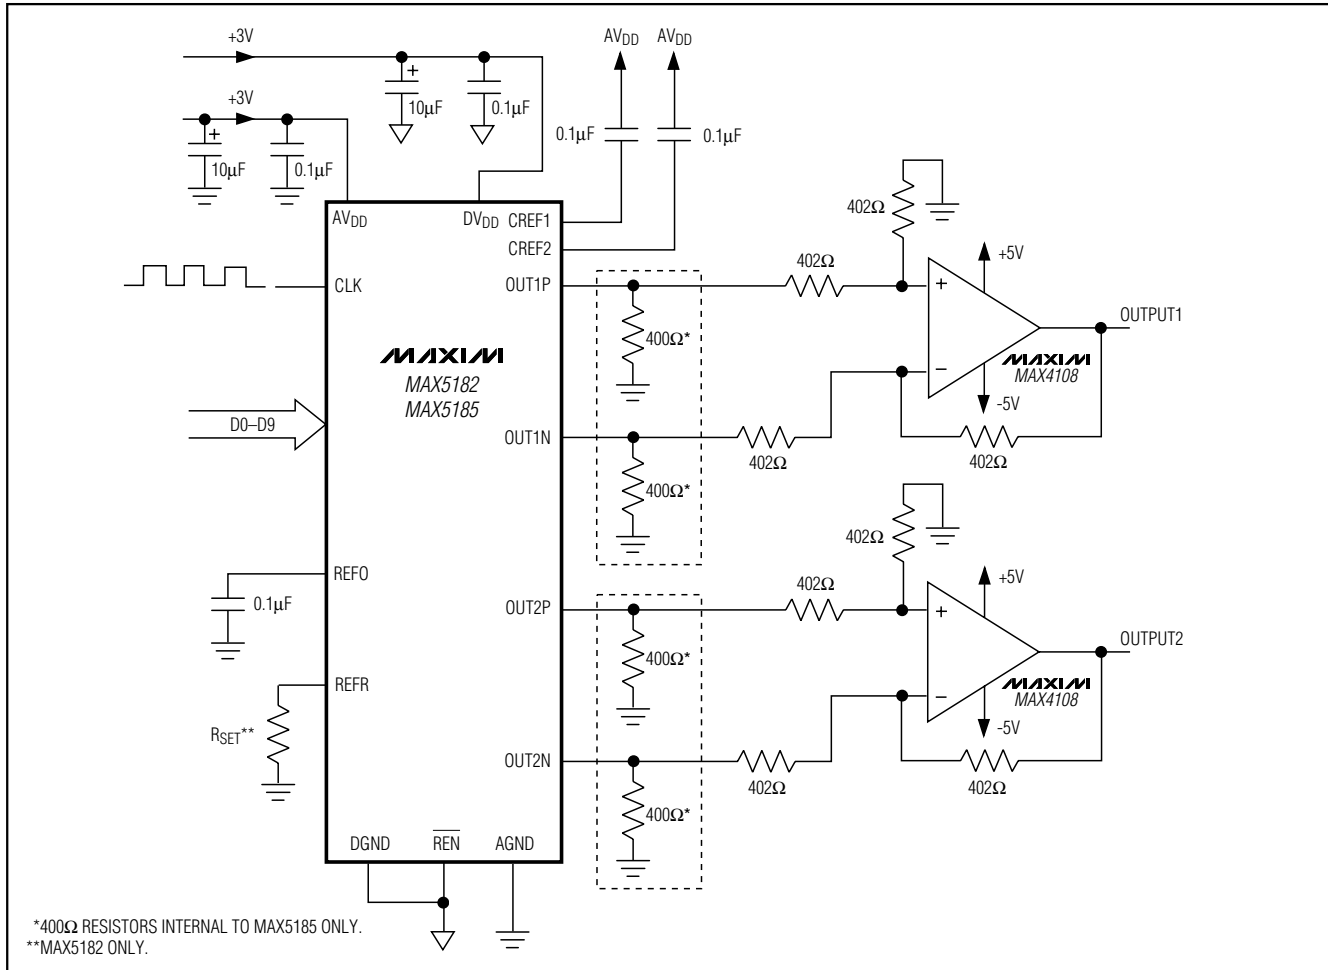 +3V
AVDD AVDD
+
10µF
0.1µF
+3V
+
10µF
0.1µF
0.1µF
0.1µF
AVDD
DVDD
CREF1
CREF2
CLK
OUT1P
MAXIM
MAX5182
MAX5185
D0–D9
OUT1N
REFO
0.1µF
OUT2P
REFR
RSET**
OUT2N
DGND
REN
AGND
400Ω*
400Ω*
400Ω*
400Ω*
402Ω
402Ω
+
+5V
OUTPUT1
MAXIM
MAX4108
−
-5V
402Ω
402Ω
402Ω
402Ω
+
+5V
OUTPUT2
MAXIM
MAX4108
−
-5V
402Ω
402Ω
*400Ω RESISTORS INTERNAL TO MAX5185 ONLY.
**MAX5182 ONLY.